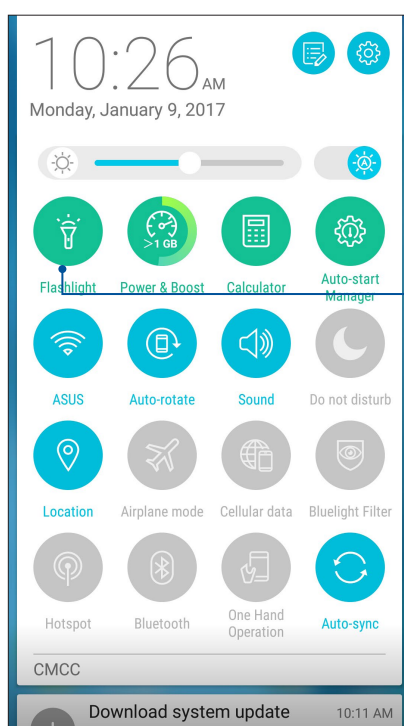 10:26 AM
Monday, January 9, 2017
A
>1 GB
Flashlight
Power & Boost
Calculator
Auto-start
Manager
ASUS
Auto-rotate
Sound
Do not disturb
Location
Airplane mode
Cellular data
Bluelight Filter
Hotspot
Bluetooth
One Hand
Operation
Auto-sync
CMCC
Download system update
10:11 AM